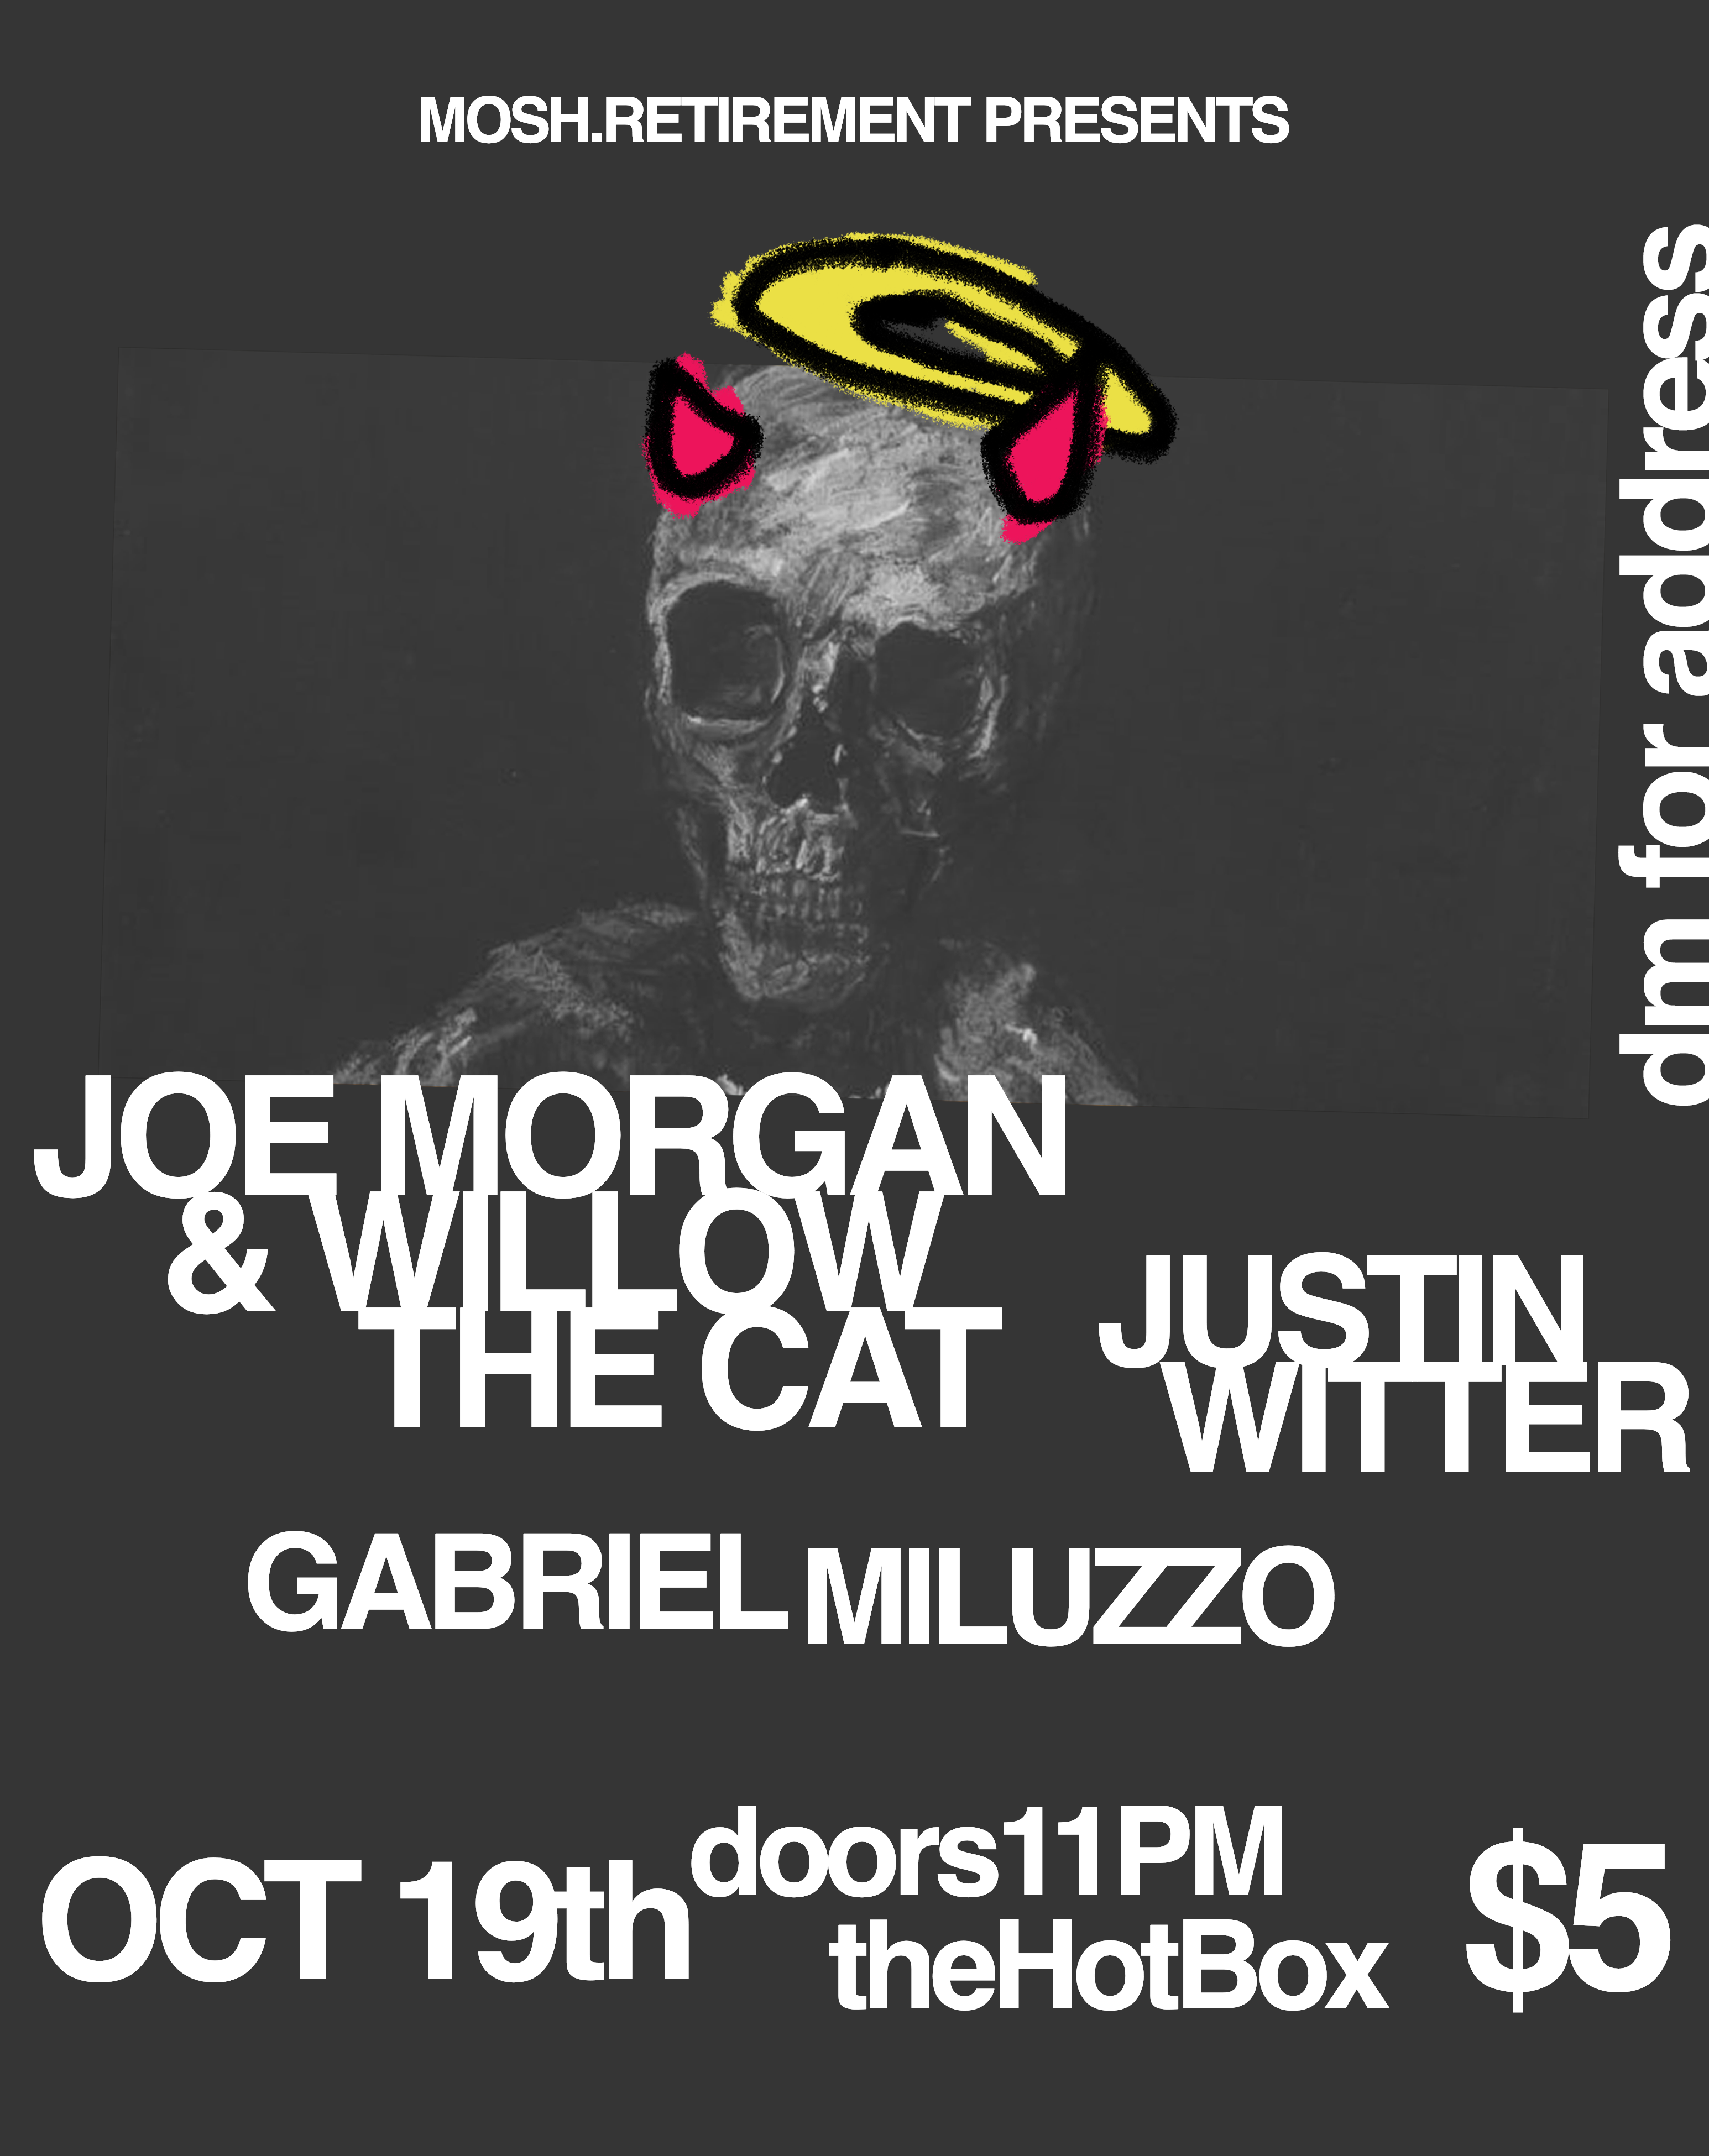 MOSH.RETIREMENT PRESENTS
dm for address
JOE MORGAN
& WILLOW
THE CAT
JUSTIN
WITTER
GABRIEL MILUZZO
OCT 19th
doors11PM
theHotBox
$5